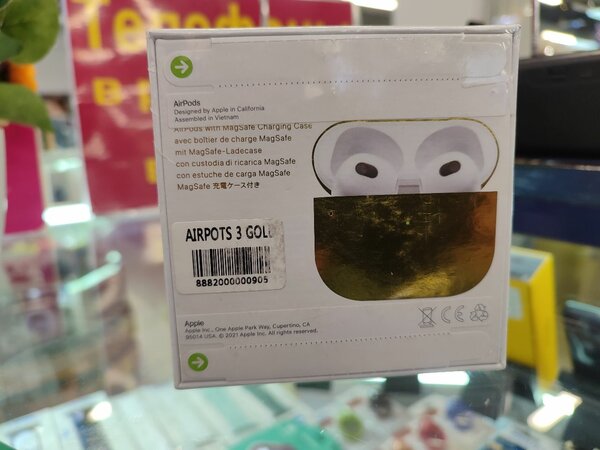 Телефон
в р
AirPods
Designed by Apple in California
Assembled in Vietnam
AirPods with MagSafe Charging Case
avec boîtier de charge MagSafe
mit MagSafe-Ladecase
con custodia di ricarica MagSafe
con estuche de carga MagSafe
MagSafe 充電ケース付き
AIRPOTS 3 GOL
8882000000905
Apple
Apple Inc., One Apple Park Way, Cupertino, CA
95014 USA. © 2021 Apple Inc. All rights reserved.
CE